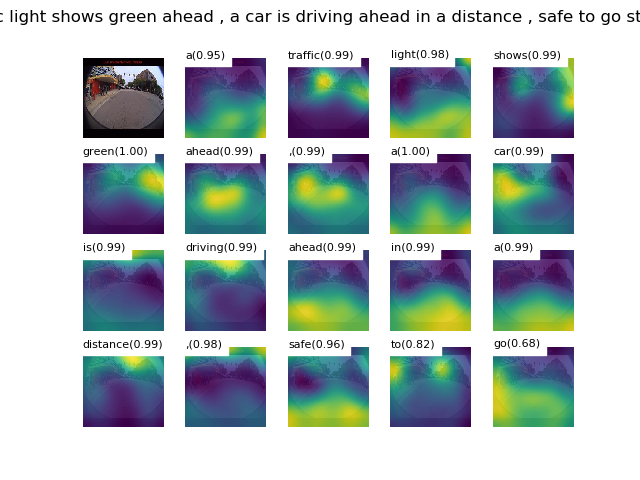 c light shows green ahead , a car is driving ahead in a distance , safe to go st
a(0.95) traffic(0.99) light(0.98) shows(0.99)
green(1.00) ahead(0.99) ,(0.99) a(1.00) car(0.99)
is(0.99) driving(0.99) ahead(0.99) in(0.99) a(0.99)
distance(0.99) ,(0.98) safe(0.96) to(0.82) go(0.68)